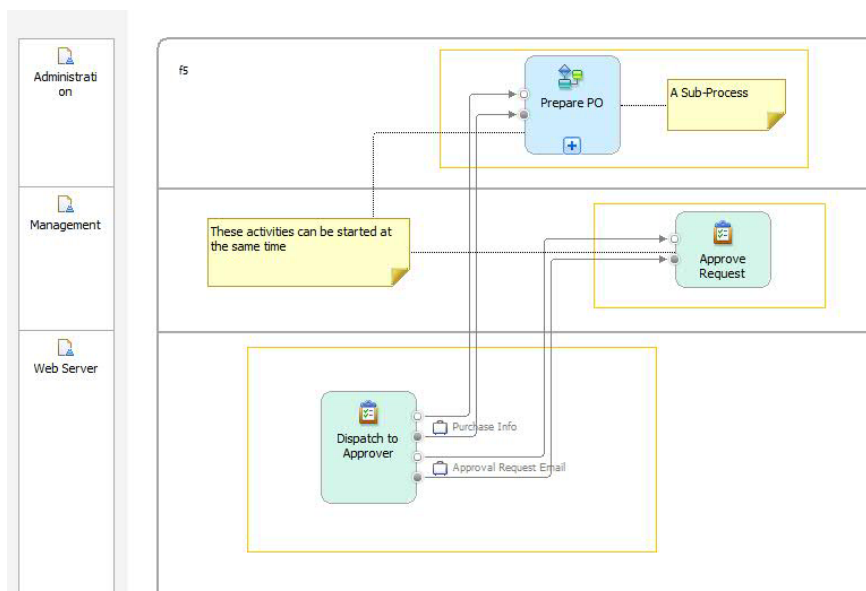 Administrati
on
f5
Prepare PO
A Sub-Process
Management
These activities can be started at
the same time
Approve
Request
Web Server
Dispatch to
Approver
Purchase Info
Approval Request Email